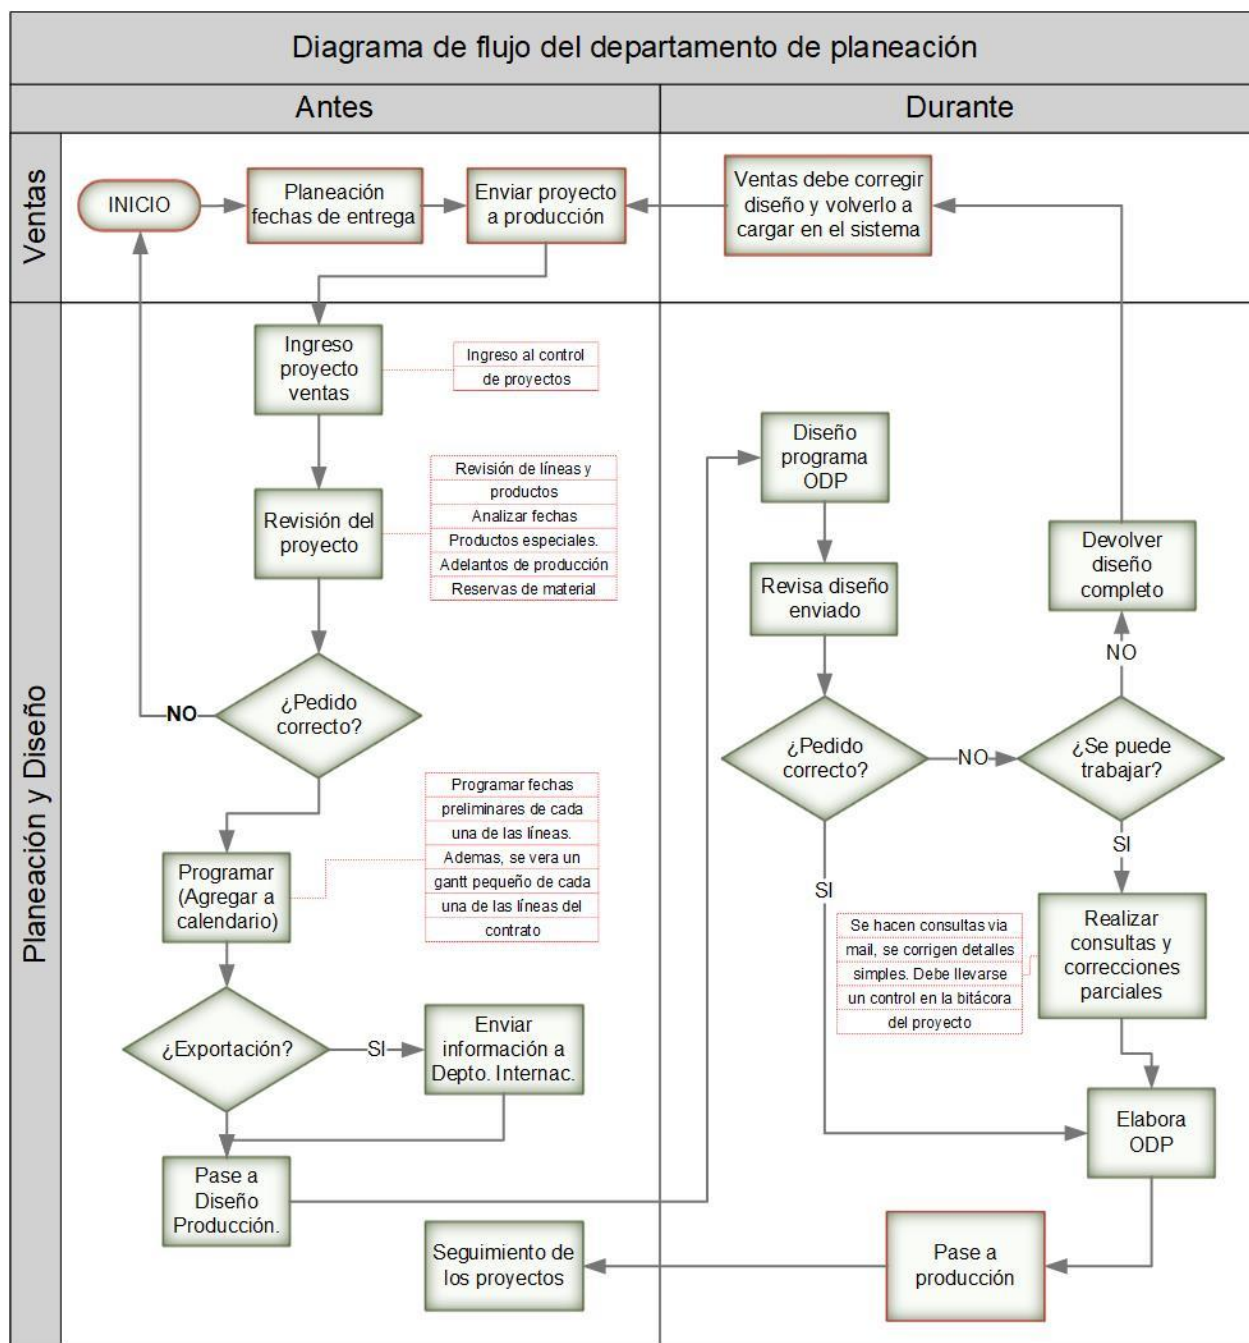 Diagrama de flujo del departamento de planeación
Antes
Durante
Ventas
INICIO
Planeación
fechas de entrega
Enviar proyecto
a producción
Ventas debe corregir
diseño y volverlo a
cargar en el sistema
Planeación y Diseño
Ingreso
proyecto
ventas
Ingreso al control
de proyectos
Revisión del
proyecto
Revisión de líneas y
productos
Analizar fechas
Productos especiales.
Adelantos de producción
Reservas de material
¿Pedido
correcto?
NO
Programar
(Agregar a
calendario)
Programar fechas
preliminares de cada
una de las líneas.
Ademas, se vera un
gantt pequeño de cada
una de las líneas del
contrato
¿Exportación?
SI
Enviar
información a
Depto. Internac.
Pase a
Diseño
Producción.
Diseño
programa
ODP
Revisa diseño
enviado
¿Pedido
correcto?
NO
¿Se puede
trabajar?
NO
Devolver
diseño
completo
SI
SI
Realizar
consultas y
correcciones
parciales
Se hacen consultas via
mail, se corrigen detalles
simples. Debe llevarse
un control en la bitácora
del proyecto
Elabora
ODP
Pase a
producción
Seguimiento de
los proyectos